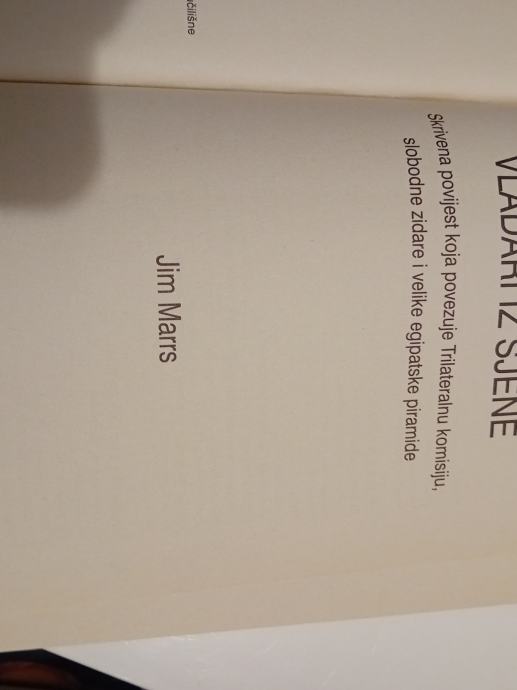 VLADARI IZ SJENE
Skrivena povijest koja povezuje Trilateralnu komisiju,
slobodne zidare i velike egipatske piramide
Jim Marrs